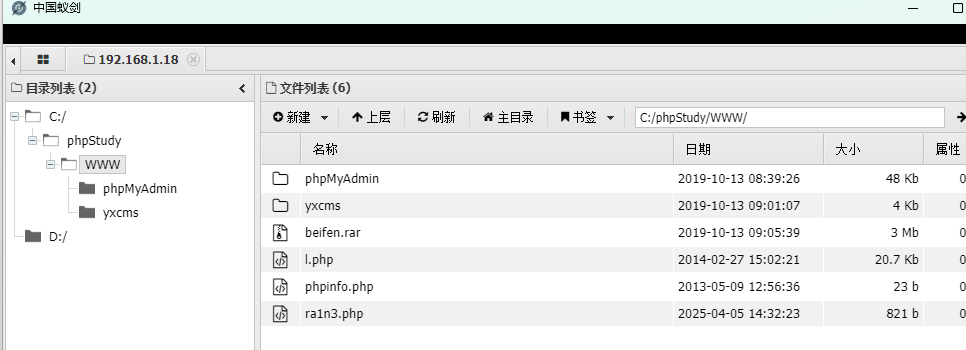 中国蚁剑
192.168.1.18
目录列表 (2)
C:/
phpStudy
WWW
phpMyAdmin
yxcms
D:/
文件列表 (6)
新建 上层 刷新 主目录 书签 C:/phpStudy/WWW/
名称 日期 大小 属性
phpMyAdmin 2019-10-13 08:39:26 48 Kb 0
yxcms 2019-10-13 09:01:07 4 Kb 0
beifen.rar 2019-10-13 09:05:39 3 Mb 0
l.php 2014-02-27 15:02:21 20.7 Kb 0
phpinfo.php 2013-05-09 12:56:36 23 b 0
ra1n3.php 2025-04-05 14:32:23 821 b 0